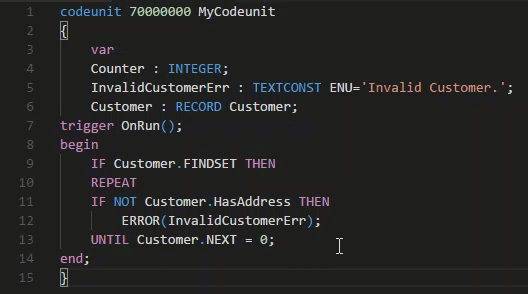 1 codeunit 70000000 MyCodeunit
2 {
3 var
4 Counter : INTEGER;
5 InvalidCustomerErr : TEXTCONST ENU='Invalid Customer.';
6 Customer : RECORD Customer;
7 trigger OnRun();
8 begin
9 IF Customer.FINDSET THEN
10 REPEAT
11 IF NOT Customer.HasAddress THEN
12 ERROR(InvalidCustomerErr);
13 UNTIL Customer.NEXT = 0;
14 end;
15 }